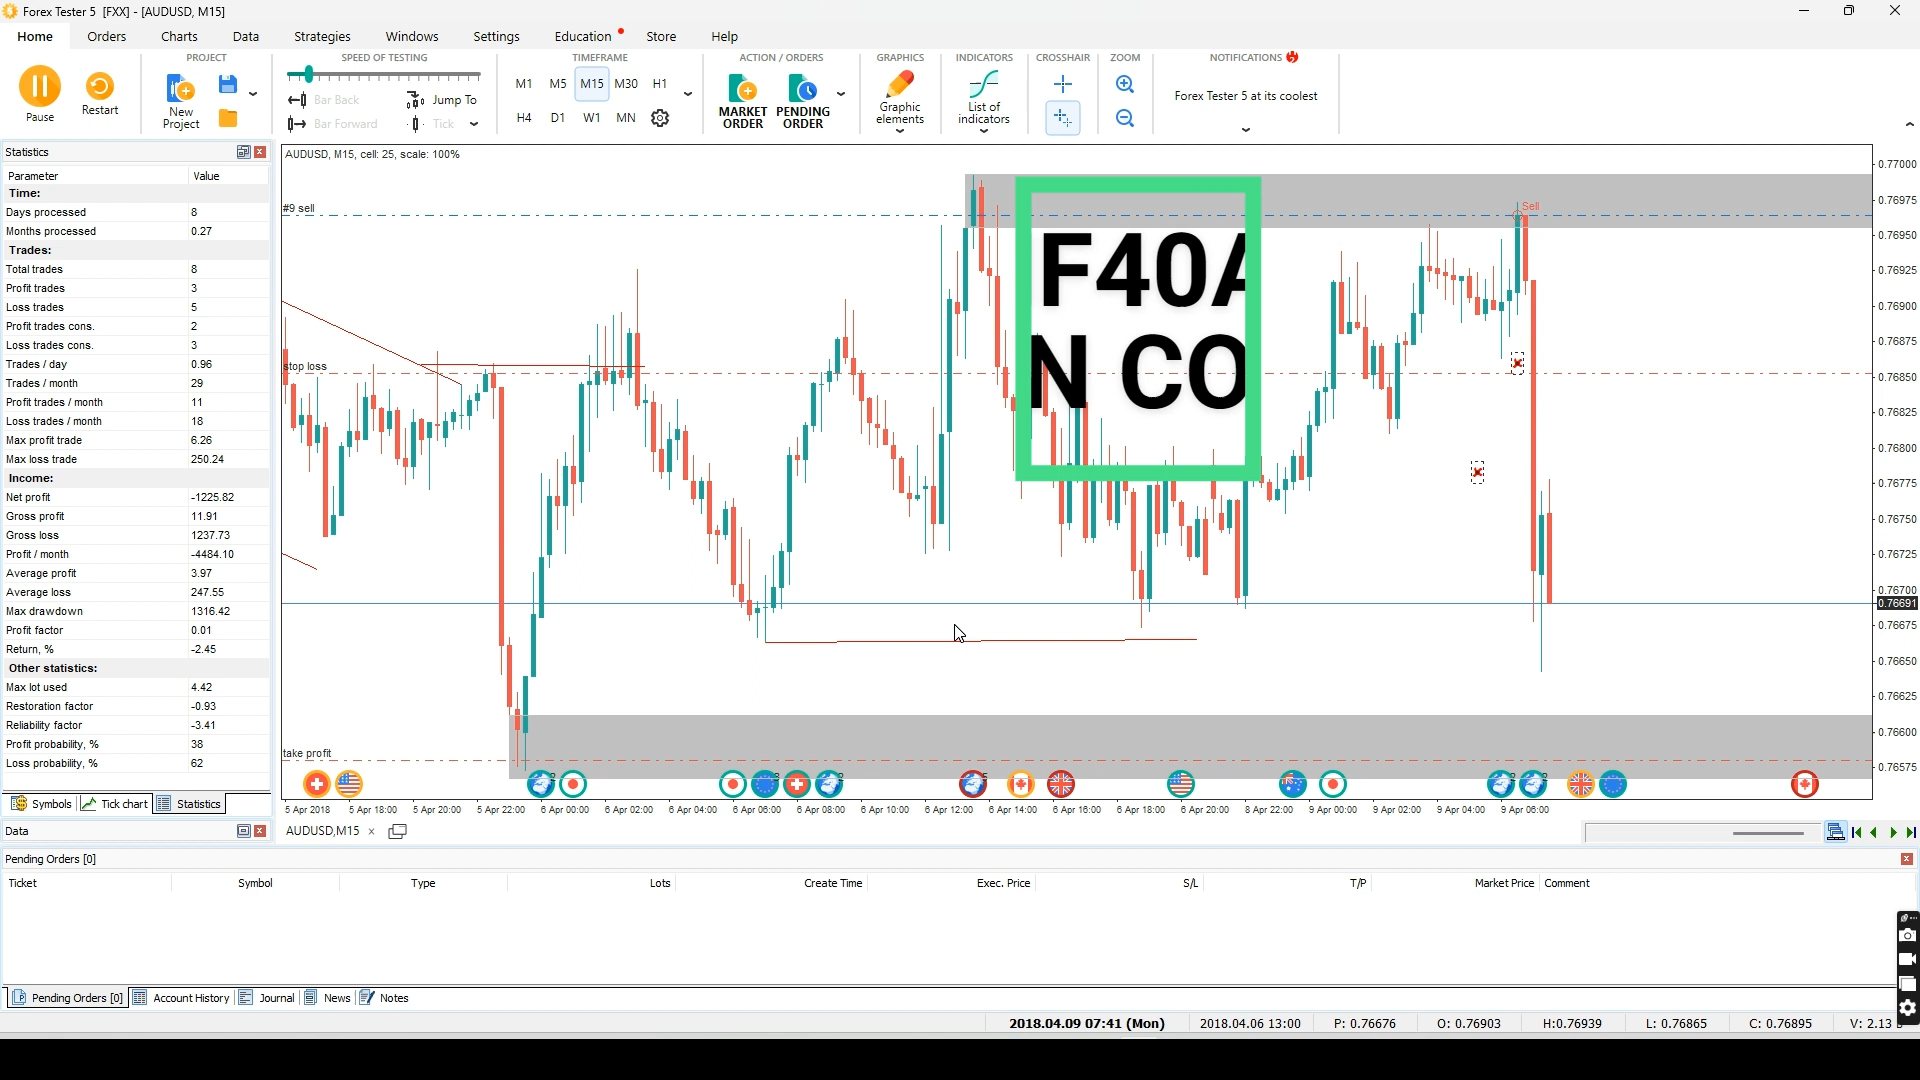 Forex Tester 5 [FXX] - [AUDUSD, M15]
Home Orders Charts Data Strategies Windows Settings Education Store Help
PROJECT SPEED OF TESTING TIMEFRAME ACTION / ORDERS GRAPHICS INDICATORS CROSSHAIR ZOOM NOTIFICATIONS
Pause Restart New Project
Bar Back Jump To
Bar Forward Tick
M1 M5 M15 M30 H1
H4 D1 W1 MN
MARKET ORDER PENDING ORDER
Graphic elements
List of indicators
Forex Tester 5 at its coolest
Statistics
Parameter Value
Time:
Days processed 8
Months processed 0.27
Trades:
Total trades 8
Profit trades 3
Loss trades 5
Profit trades cons. 2
Loss trades cons. 3
Trades / day 0.96
Trades / month 29
Profit trades / month 11
Loss trades / month 18
Max profit trade 6.26
Max loss trade 250.24
Income:
Net profit -1225.82
Gross profit 11.91
Gross loss 1237.73
Profit / month -4484.10
Average profit 3.97
Average loss 247.55
Max drawdown 1316.42
Profit factor 0.01
Return, % -2.45
Other statistics:
Max lot used 4.42
Restoration factor -0.93
Reliability factor -3.41
Profit probability, % 38
Loss probability, % 62
Symbols Tick chart Statistics
AUDUSD, M15, cell: 25, scale: 100%
#9 sell
stop loss
take profit
Sell
F40A
N CO
0.77000
0.76975
0.76950
0.76925
0.76900
0.76875
0.76850
0.76825
0.76800
0.76775
0.76750
0.76725
0.76700
0.76691
0.76675
0.76650
0.76625
0.76600
0.76575
5 Apr 2018 5 Apr 18:00 5 Apr 20:00 5 Apr 22:00 6 Apr 00:00 6 Apr 02:00 6 Apr 04:00 6 Apr 06:00 6 Apr 08:00 6 Apr 10:00 6 Apr 12:00 6 Apr 14:00 6 Apr 16:00 6 Apr 18:00 6 Apr 20:00 8 Apr 22:00 9 Apr 00:00 9 Apr 02:00 9 Apr 04:00 9 Apr 06:00
Data
AUDUSD,M15
Pending Orders [0]
Ticket Symbol Type Lots Create Time Exec. Price S/L T/P Market Price Comment
Pending Orders [0] Account History Journal News Notes
2018.04.09 07:41 (Mon) 2018.04.06 13:00 P: 0.76676 O: 0.76903 H:0.76939 L: 0.76865 C: 0.76895 V: 2.13